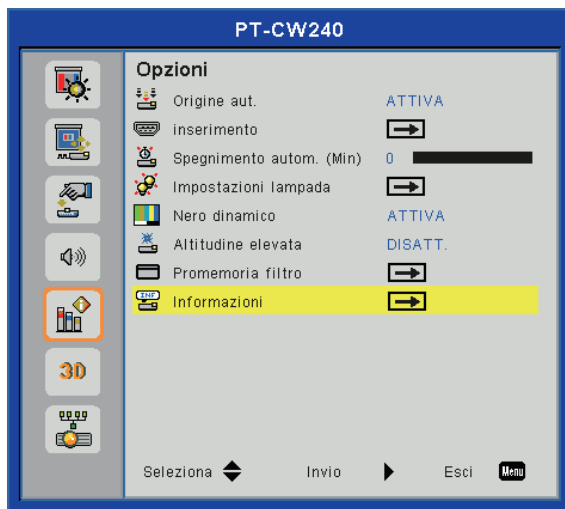 PT-CW240
Opzioni
Origine aut. ATTIVA
inserimento
Spegnimento autom. (Min) 0
Impostazioni lampada
Nero dinamico ATTIVA
Altitudine elevata DISATT.
Promemoria filtro
INF Informazioni
3D
Seleziona Invio Esci Menu